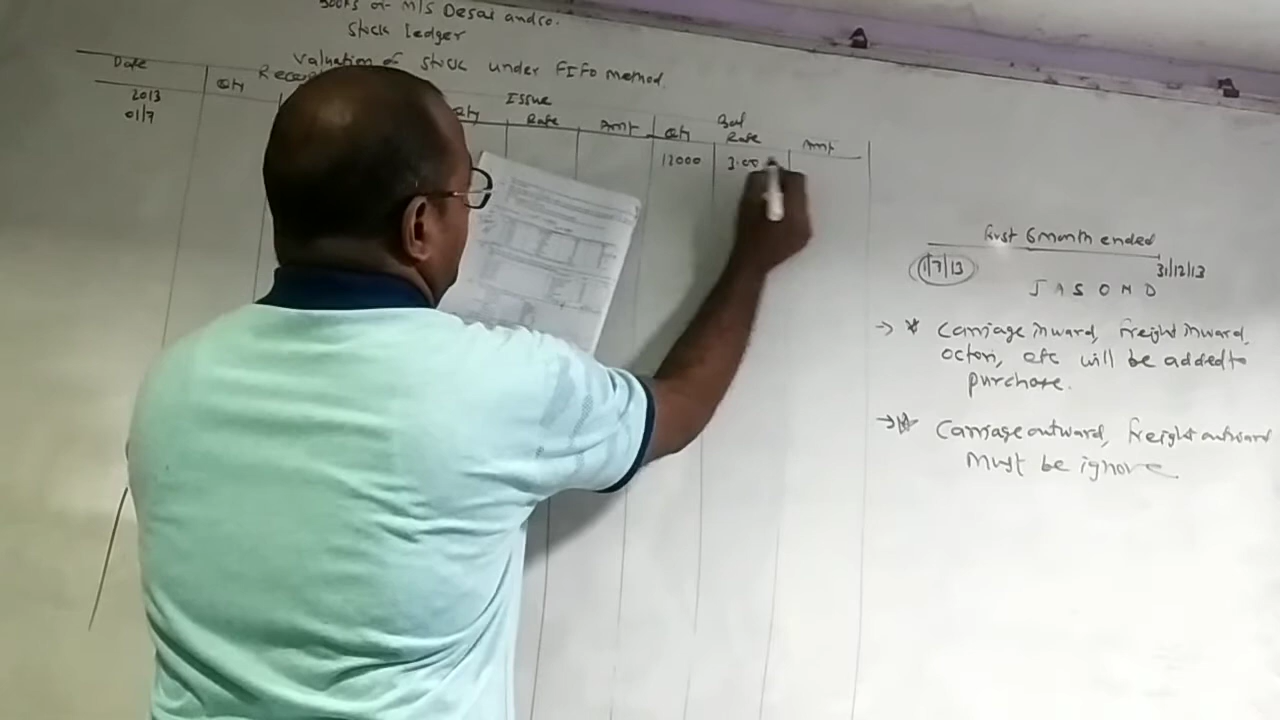 Books of M/S Desai and co.
Stock Ledger
Valuation of stock under FIFO method.
Date
Issue
Bal
Qty
Qty
Rate
Amt
Qty
Rate
Amt
2013
01/7
12000
3.00
first 6 month ended
1/7/13
31/12/13
J A S O N D
→ * Carriage inward, freight inward,
octori, etc will be added to
purchase.
→ * Carriage outward, freight outward
must be ignore